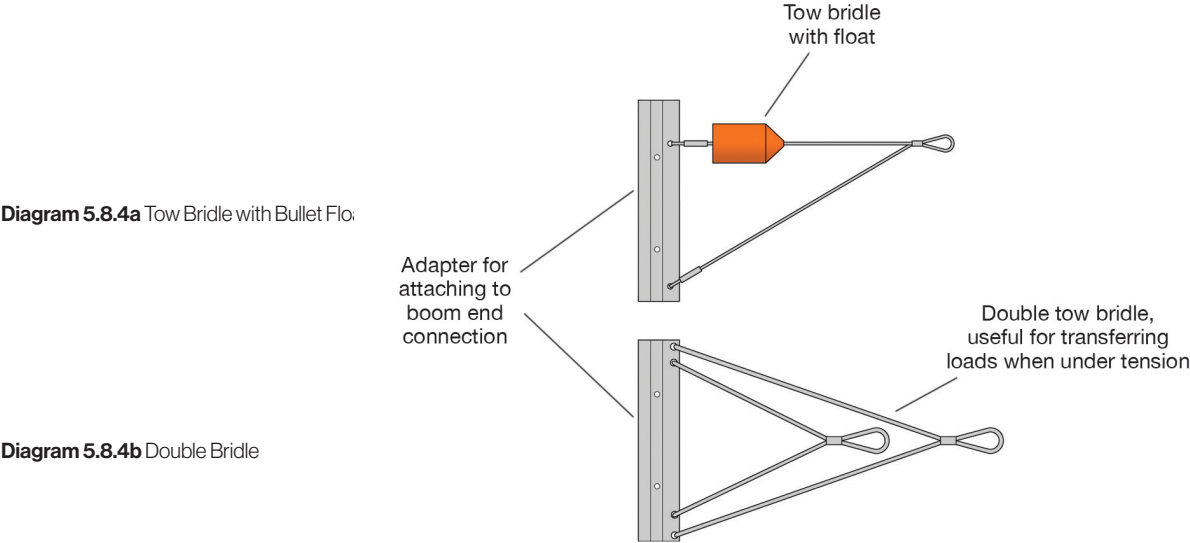 Tow bridle
with float
Diagram 5.8.4a Tow Bridle with Bullet
Adapter for
attaching to
boom end
connection
Double tow bridle,
useful for transferring
loads when under tension
Diagram 5.8.4b Double Bridle